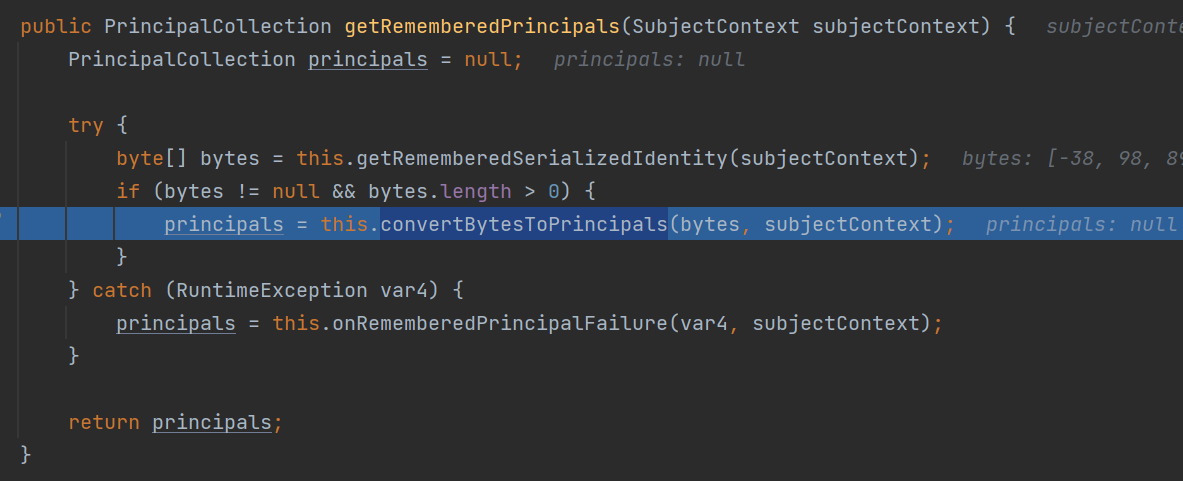 public PrincipalCollection getRememberedPrincipals(SubjectContext subjectContext) {   subjectConte
    PrincipalCollection principals = null;   principals: null
    try {
        byte[] bytes = this.getRememberedSerializedIdentity(subjectContext);   bytes: [-38, 98, 89
        if (bytes != null && bytes.length > 0) {
            principals = this.convertBytesToPrincipals(bytes, subjectContext);   principals: null
        }
    } catch (RuntimeException var4) {
        principals = this.onRememberedPrincipalFailure(var4, subjectContext);
    }
    return principals;
}